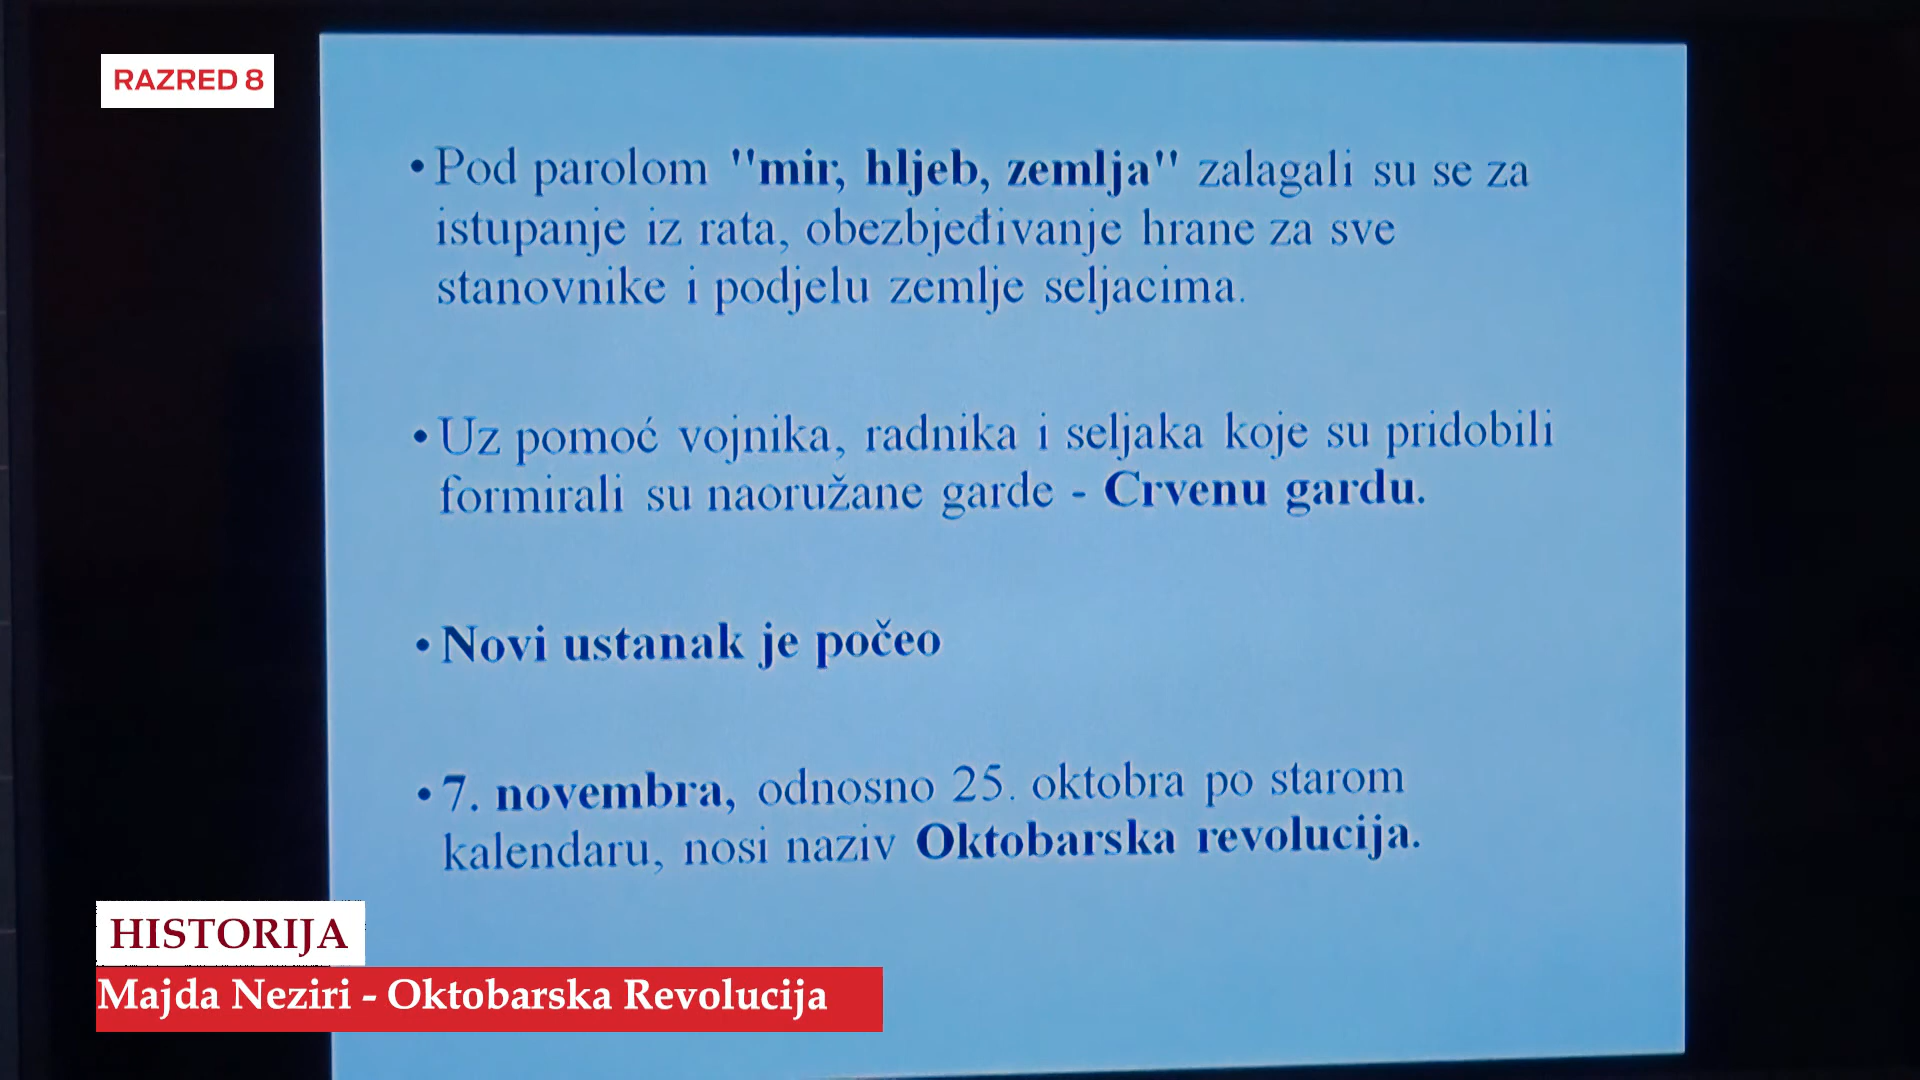 RAZRED 8
•Pod parolom "mir, hljeb, zemlja" zalagali su se za
istupanje iz rata, obezbjeđivanje hrane za sve
stanovnike i podjelu zemlje seljacima.
•Uz pomoć vojnika, radnika i seljaka koje su pridobili
formirali su naoružane garde - Crvenu gardu.
•Novi ustanak je počeo
•7. novembra, odnosno 25. oktobra po starom
kalendaru, nosi naziv Oktobarska revolucija.
HISTORIJA
Majda Neziri - Oktobarska Revolucija